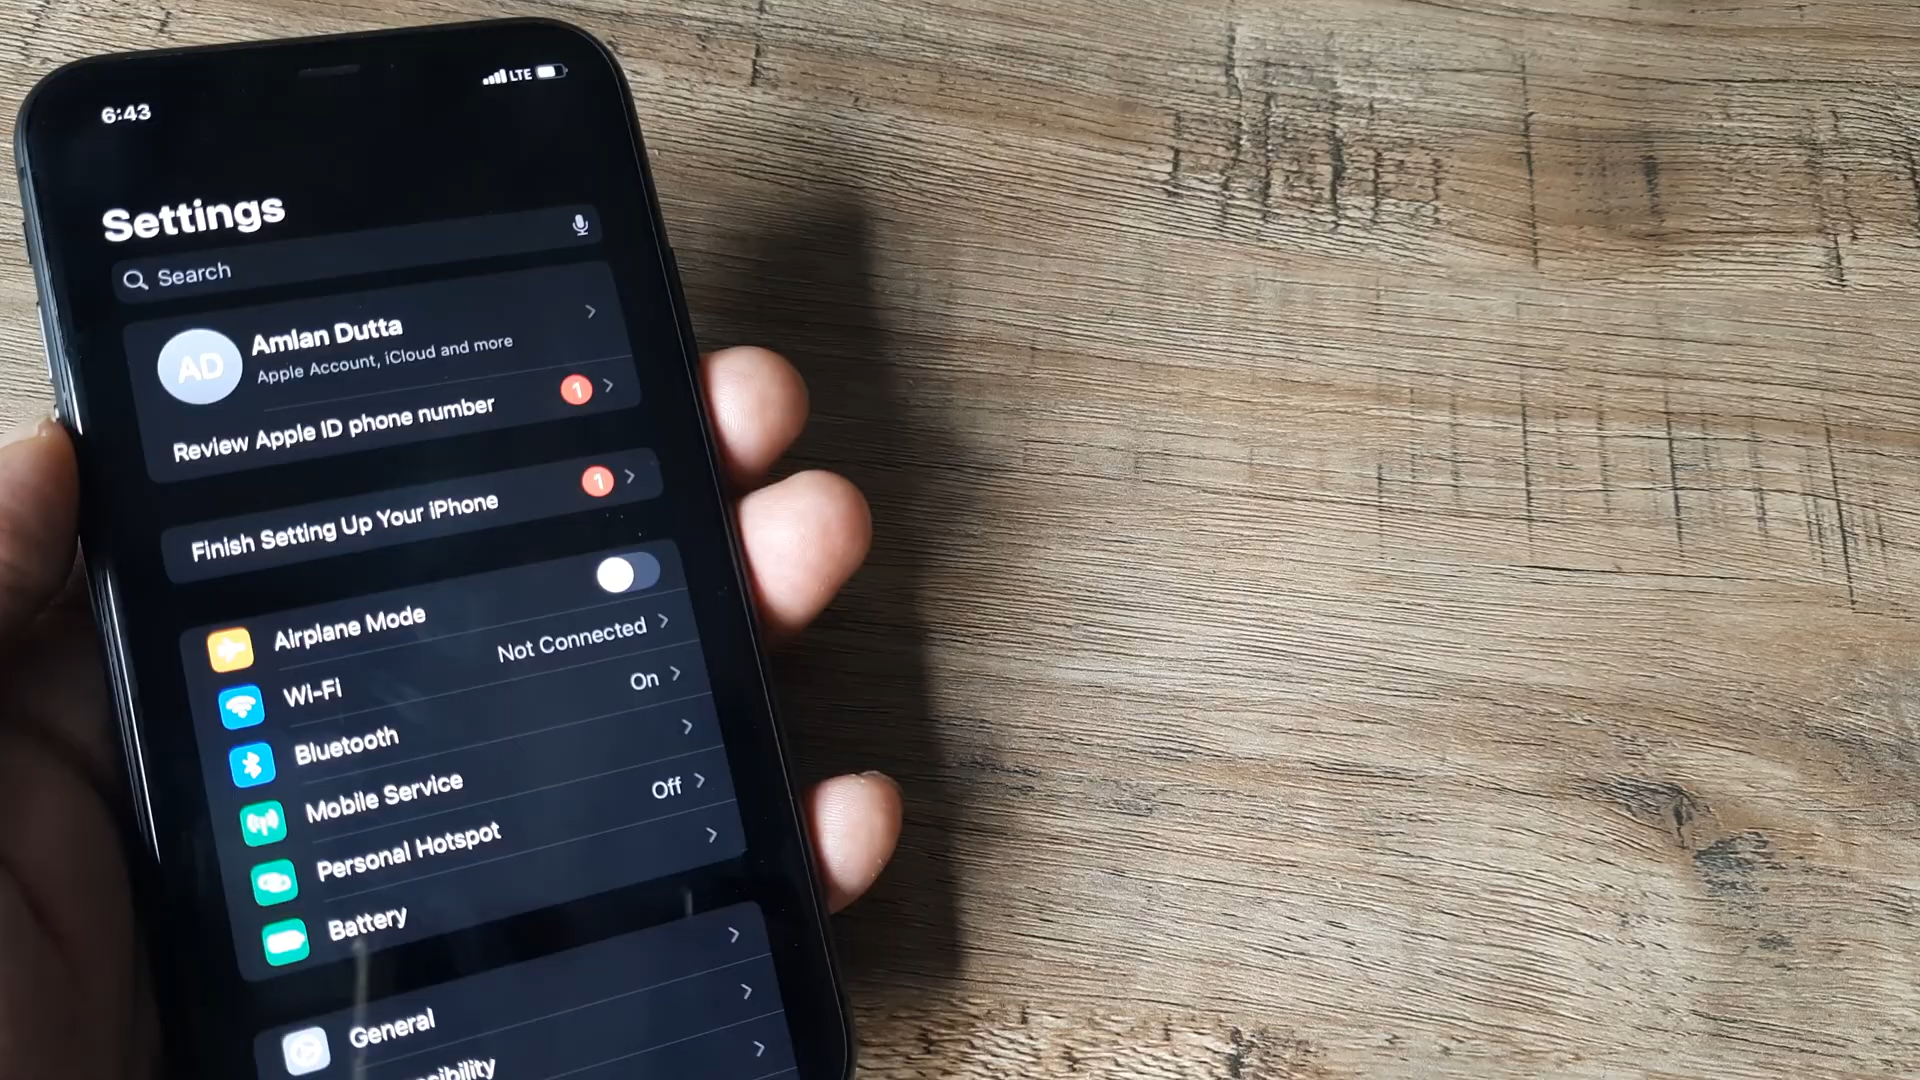 6:43
LTE
Settings
Search
AD
Amlan Dutta
Apple Account, iCloud and more
Review Apple ID phone number
1
Finish Setting Up Your iPhone
1
Airplane Mode
Wi-Fi
Not Connected
Bluetooth
On
Mobile Service
Personal Hotspot
Off
Battery
General